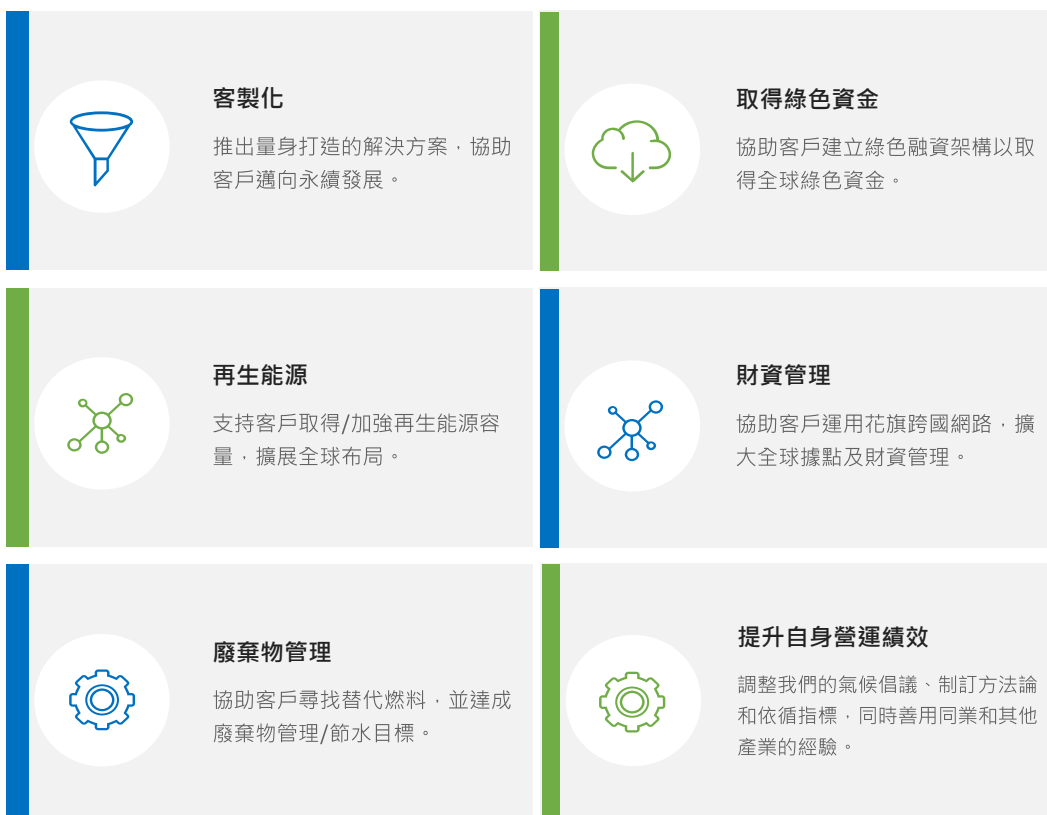 客製化
推出量身打造的解決方案，協助
客戶邁向永續發展。
取得綠色資金
協助客戶建立綠色融資架構以取
得全球綠色資金。
再生能源
支持客戶取得/加強再生能源容
量，擴展全球布局。
財資管理
協助客戶運用花旗跨國網路，擴
大全球據點及財資管理。
廢棄物管理
協助客戶尋找替代燃料，並達成
廢棄物管理/節水目標。
提升自身營運績效
調整我們的氣候倡議、制訂方法論
和依循指標，同時善用同業和其他
產業的經驗。